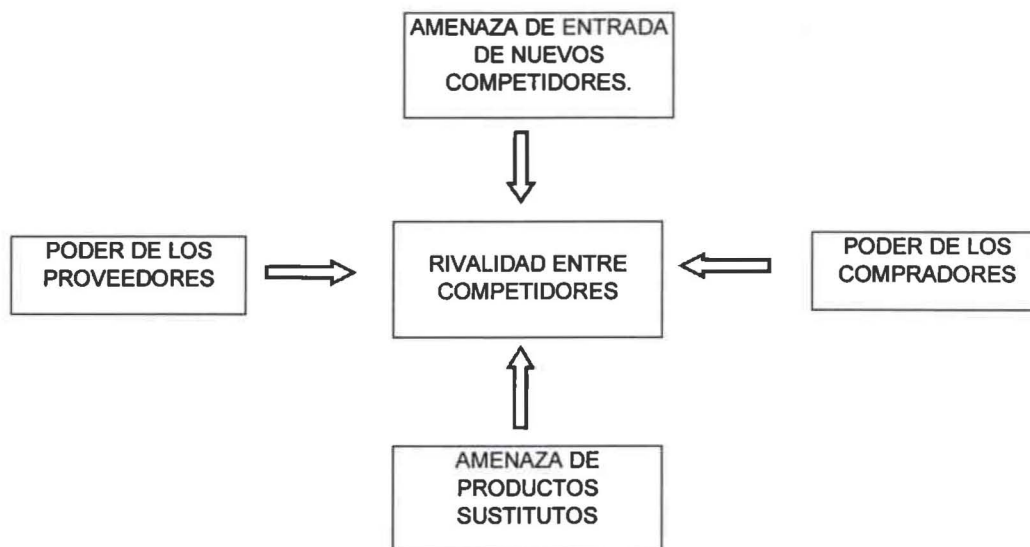 AMENAZA DE ENTRADA
DE NUEVOS
COMPETIDORES.
PODER DE LOS
PROVEEDORES
RIVALIDAD ENTRE
COMPETIDORES
PODER DE LOS
COMPRADORES
AMENAZA DE
PRODUCTOS
SUSTITUTOS